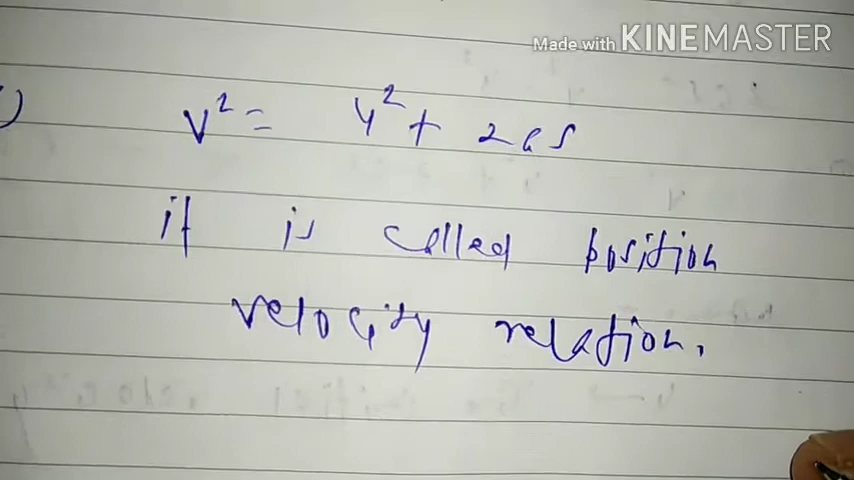 Made with KINEMASTER
)
v² = u² + 2as
it is called position
velocity relation.